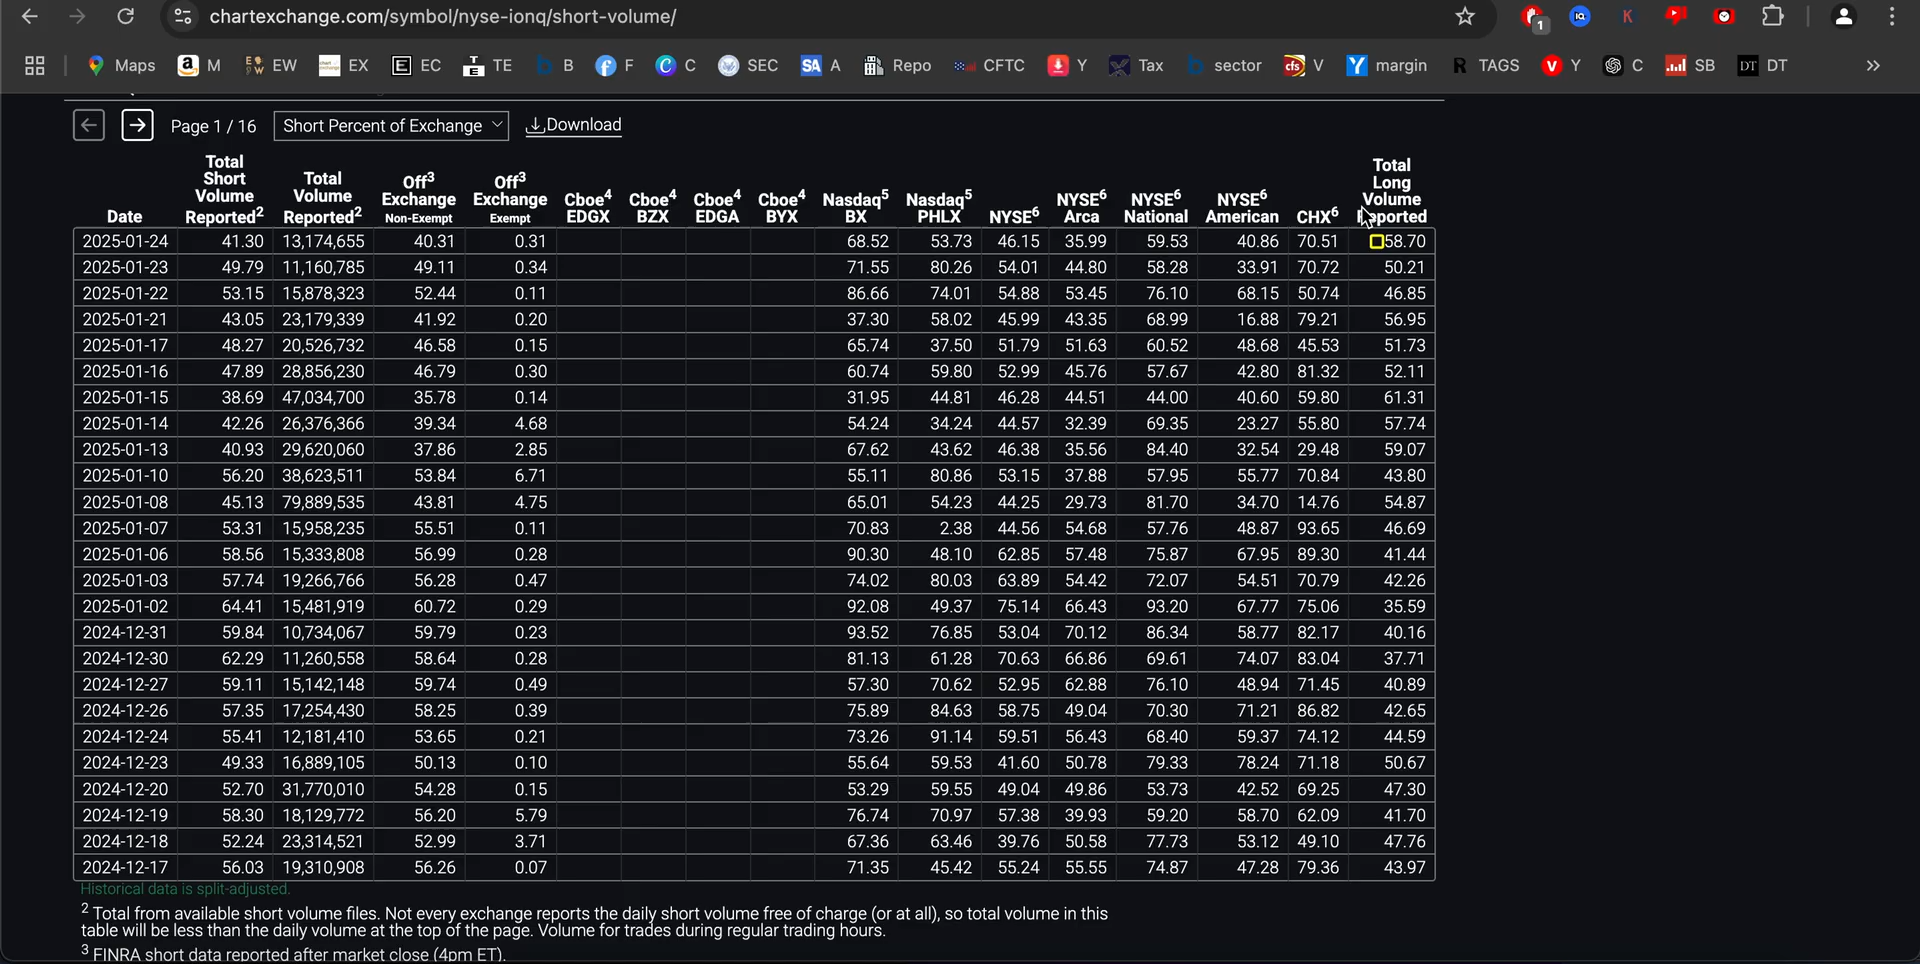 chartexchange.com/symbol/nyse-ionq/short-volume/
1
Maps M EW EX EC TE B F C SEC A Repo CFTC Y Tax sector V margin TAGS Y C SB DT
Page 1 / 16 Short Percent of Exchange Download
Date Total Short Volume Reported2 Total Volume Reported2 Off3 Exchange Non-Exempt Off3 Exchange Exempt Cboe4 EDGX Cboe4 BZX Cboe4 EDGA Cboe4 BYX Nasdaq5 BX Nasdaq5 PHLX NYSE6 NYSE6 Arca NYSE6 National NYSE6 American CHX6 Total Long Volume Reported
2025-01-24 41.30 13,174,655 40.31 0.31 68.52 53.73 46.15 35.99 59.53 40.86 70.51 58.70
2025-01-23 49.79 11,160,785 49.11 0.34 71.55 80.26 54.01 44.80 58.28 33.91 70.72 50.21
2025-01-22 53.15 15,878,323 52.44 0.11 86.66 74.01 54.88 53.45 76.10 68.15 50.74 46.85
2025-01-21 43.05 23,179,339 41.92 0.20 37.30 58.02 45.99 43.35 68.99 16.88 79.21 56.95
2025-01-17 48.27 20,526,732 46.58 0.15 65.74 37.50 51.79 51.63 60.52 48.68 45.53 51.73
2025-01-16 47.89 28,856,230 46.79 0.30 60.74 59.80 52.99 45.76 57.67 42.80 81.32 52.11
2025-01-15 38.69 47,034,700 35.78 0.14 31.95 44.81 46.28 44.51 44.00 40.60 59.80 61.31
2025-01-14 42.26 26,376,366 39.34 4.68 54.24 34.24 44.57 32.39 69.35 23.27 55.80 57.74
2025-01-13 40.93 29,620,060 37.86 2.85 67.62 43.62 46.38 35.56 84.40 32.54 29.48 59.07
2025-01-10 56.20 38,623,511 53.84 6.71 55.11 80.86 53.15 37.88 57.95 55.77 70.84 43.80
2025-01-08 45.13 79,889,535 43.81 4.75 65.01 54.23 44.25 29.73 81.70 34.70 14.76 54.87
2025-01-07 53.31 15,958,235 55.51 0.11 70.83 2.38 44.56 54.68 57.76 48.87 93.65 46.69
2025-01-06 58.56 15,333,808 56.99 0.28 90.30 48.10 62.85 57.48 75.87 67.95 89.30 41.44
2025-01-03 57.74 19,266,766 56.28 0.47 74.02 80.03 63.89 54.42 72.07 54.51 70.79 42.26
2025-01-02 64.41 15,481,919 60.72 0.29 92.08 49.37 75.14 66.43 93.20 67.77 75.06 35.59
2024-12-31 59.84 10,734,067 59.79 0.23 93.52 76.85 53.04 70.12 86.34 58.77 82.17 40.16
2024-12-30 62.29 11,260,558 58.64 0.28 81.13 61.28 70.63 66.86 69.61 74.07 83.04 37.71
2024-12-27 59.11 15,142,148 59.74 0.49 57.30 70.62 52.95 62.88 76.10 48.94 71.45 40.89
2024-12-26 57.35 17,254,430 58.25 0.39 75.89 84.63 58.75 49.04 70.30 71.21 86.82 42.65
2024-12-24 55.41 12,181,410 53.65 0.21 73.26 91.14 59.51 56.43 68.40 59.37 74.12 44.59
2024-12-23 49.33 16,889,105 50.13 0.10 55.64 59.53 41.60 50.78 79.33 78.24 71.18 50.67
2024-12-20 52.70 31,770,010 54.28 0.15 53.29 59.55 49.04 49.86 53.73 42.52 69.25 47.30
2024-12-19 58.30 18,129,772 56.20 5.79 76.74 70.97 57.38 39.93 59.20 58.70 62.09 41.70
2024-12-18 52.24 23,314,521 52.99 3.71 67.36 63.46 39.76 50.58 77.73 53.12 49.10 47.76
2024-12-17 56.03 19,310,908 56.26 0.07 71.35 45.42 55.24 55.55 74.87 47.28 79.36 43.97
Historical data is split-adjusted.
2 Total from available short volume files. Not every exchange reports the daily short volume free of charge (or at all), so total volume in this
table will be less than the daily volume at the top of the page. Volume for trades during regular trading hours.
3 FINRA short data reported after market close (4pm ET).